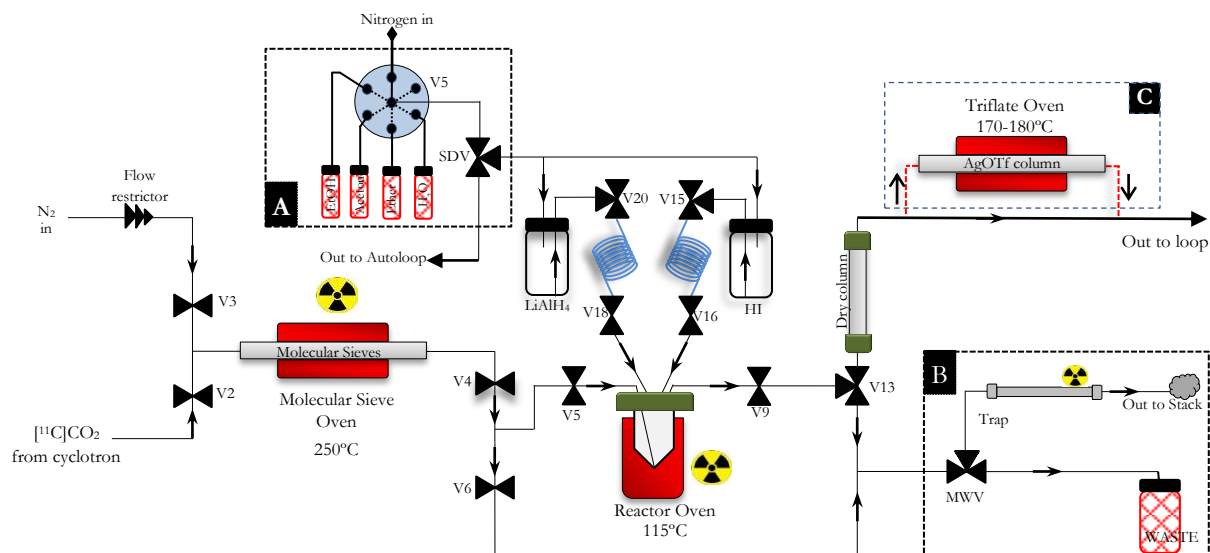 Nitrogen in
V5
SDV
EtOH
Aceton
Ether
H₂O
A
Out to Autoloop
Flow
restrictor
N₂
in
V3
V2
[¹¹C]CO₂
from cyclotron
Molecular Sieves
Molecular Sieve
Oven
250ºC
V4
V6
V5
V20
V15
LiAlH₄
HI
V18
V16
Reactor Oven
115ºC
V9
V13
Dry column
C
Triflate Oven
170-180ºC
AgOTf column
Out to loop
B
Trap
Out to Stack
MWV
WASTE